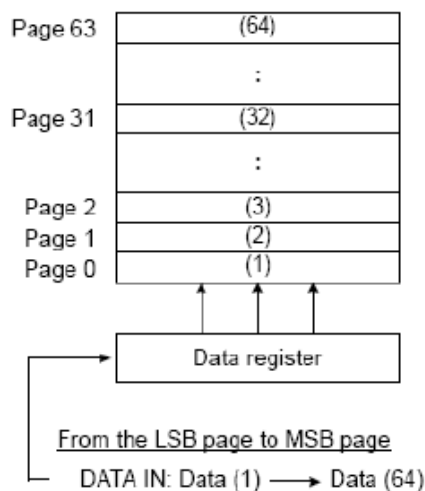 Page 63 (64)
:
Page 31 (32)
:
Page 2 (3)
Page 1 (2)
Page 0 (1)
Data register
From the LSB page to MSB page
DATA IN: Data (1) → Data (64)